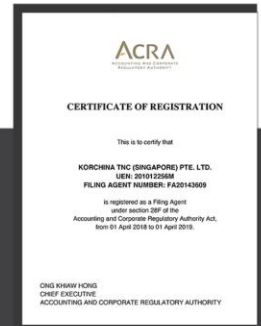 ACRA
ACCOUNTING AND CORPORATE
REGULATORY AUTHORITY
CERTIFICATE OF REGISTRATION
This is to certify that
KORCHINA TNC (SINGAPORE) PTE. LTD.
UEN: 201012256M
FILING AGENT NUMBER: FA20143609
is registered as a Filing Agent
under section 28F of the
Accounting and Corporate Regulatory Authority Act,
from 01 April 2018 to 01 April 2019.
ONG KHIAW HONG
CHIEF EXECUTIVE
ACCOUNTING AND CORPORATE REGULATORY AUTHORITY